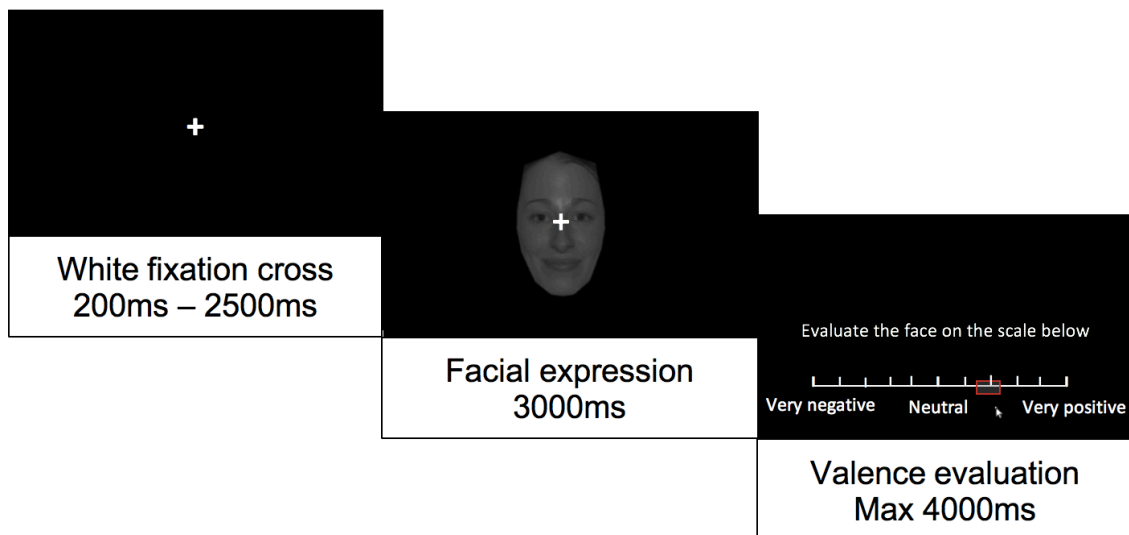 White fixation cross
200ms – 2500ms
Facial expression
3000ms
Evaluate the face on the scale below
Very negative Neutral Very positive
Valence evaluation
Max 4000ms